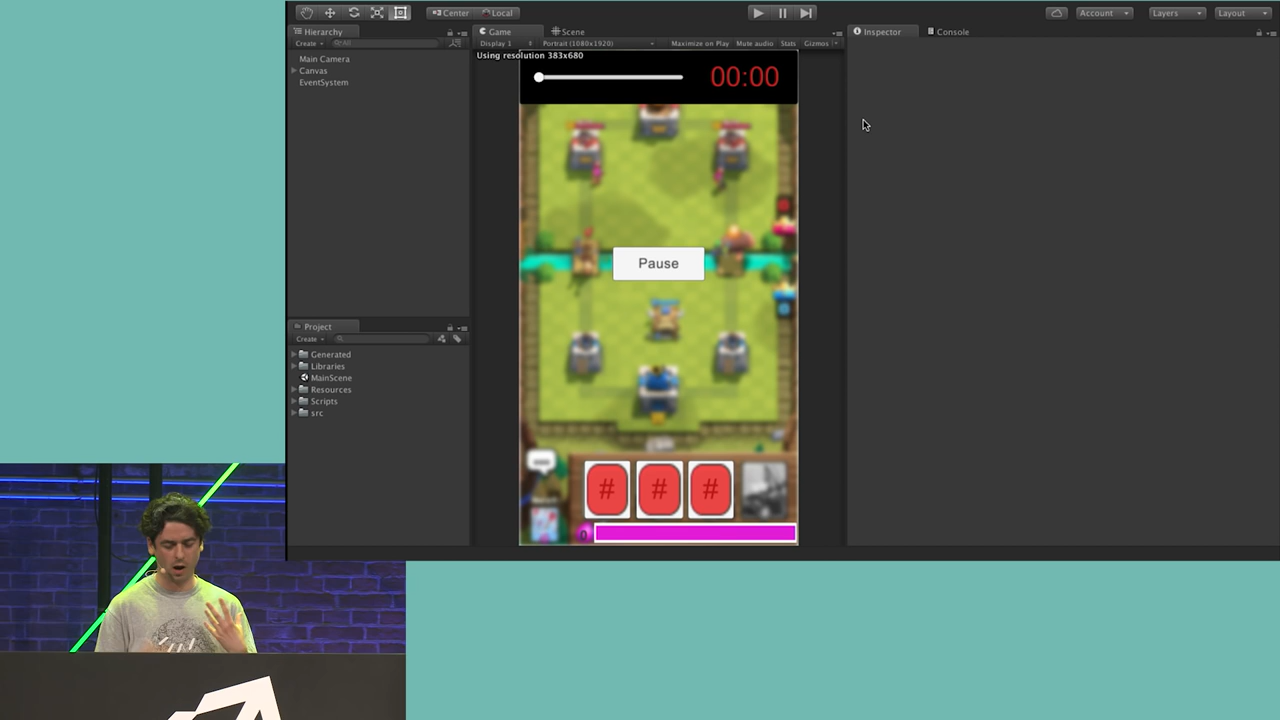 Center
Local
Account
Layers
Layout
Hierarchy
Game
Scene
Inspector
Console
Create
All
Display 1
Portrait (1080x1920)
Maximize on Play
Mute audio
Stats
Gizmos
Using resolution 383x680
00:00
Main Camera
Canvas
EventSystem
Pause
Project
Create
Generated
Libraries
MainScene
Resources
Scripts
src
# # #
0